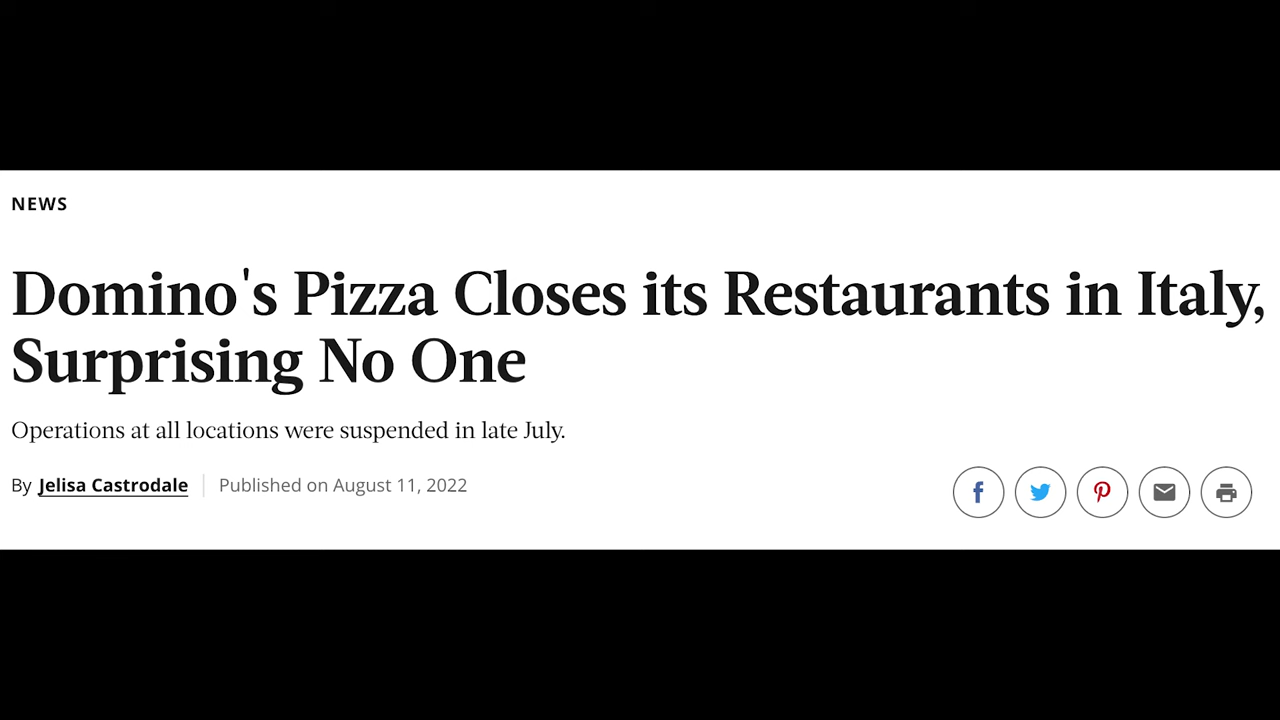 NEWS
Domino's Pizza Closes its Restaurants in Italy,
Surprising No One
Operations at all locations were suspended in late July.
By Jelisa Castrodale Published on August 11, 2022